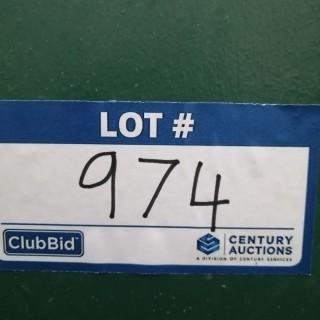 LOT #
974
ClubBid
CENTURY
AUCTIONS
A DIVISION OF CENTURY SERVICES